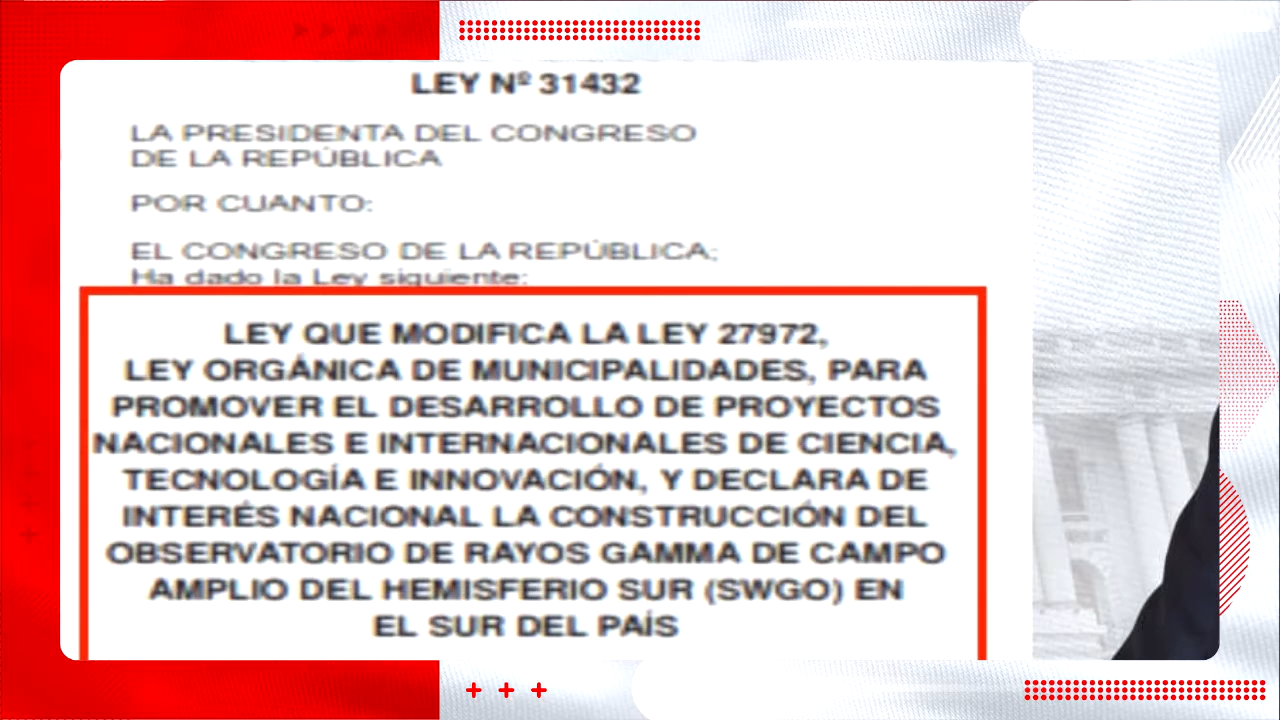 LEY Nº 31432
LA PRESIDENTA DEL CONGRESO
DE LA REPÚBLICA
POR CUANTO:
EL CONGRESO DE LA REPÚBLICA;
Ha dado la Ley siguiente:
LEY QUE MODIFICA LA LEY 27972,
LEY ORGÁNICA DE MUNICIPALIDADES, PARA
PROMOVER EL DESARROLLO DE PROYECTOS
NACIONALES E INTERNACIONALES DE CIENCIA,
TECNOLOGÍA E INNOVACIÓN, Y DECLARA DE
INTERÉS NACIONAL LA CONSTRUCCIÓN DEL
OBSERVATORIO DE RAYOS GAMMA DE CAMPO
AMPLIO DEL HEMISFERIO SUR (SWGO) EN
EL SUR DEL PAÍS